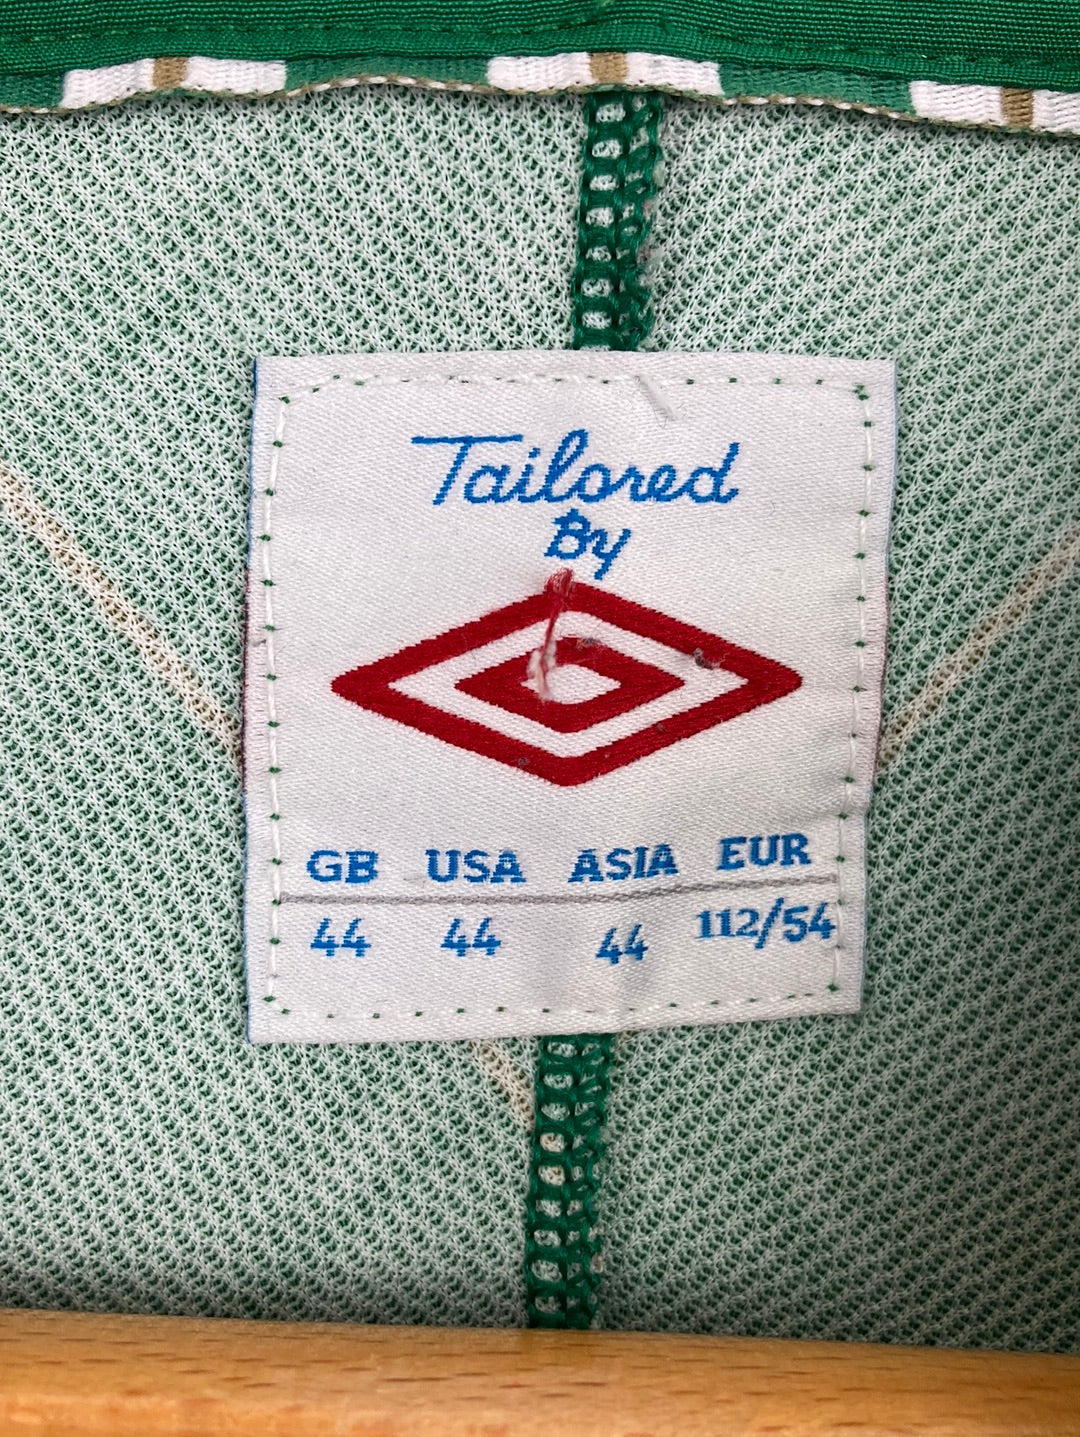 Tailored
By
GB USA ASIA EUR
44 44 44 112/54